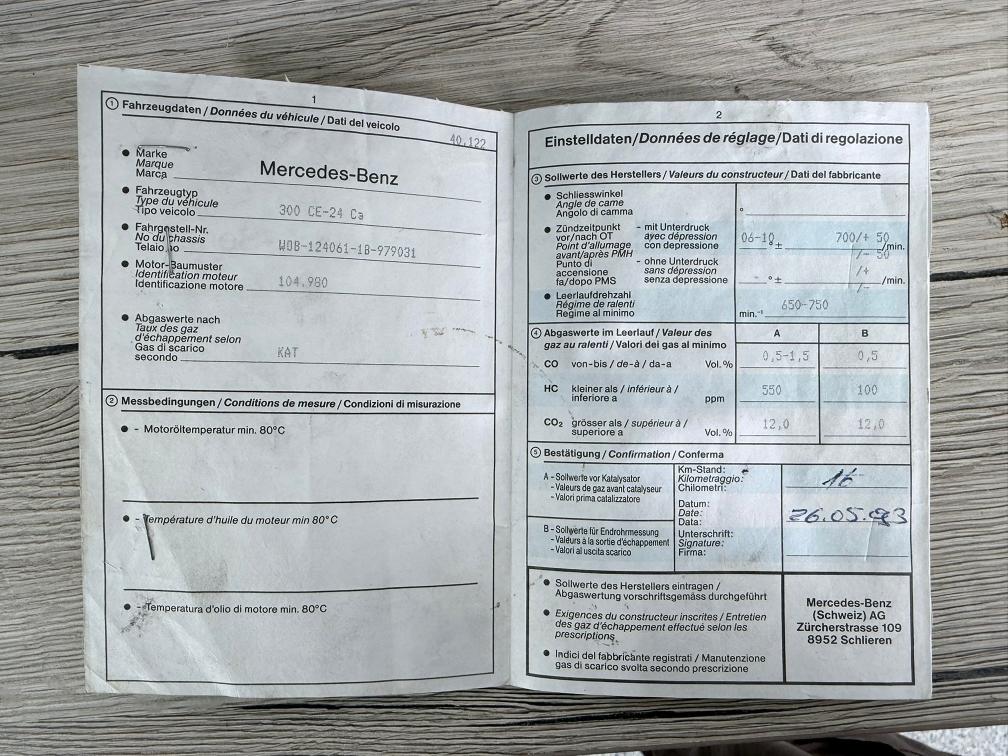 1
① Fahrzeugdaten / Données du véhicule / Dati del veicolo
40.122
● Marke
Marque
Marca
Mercedes-Benz
● Fahrzeugtyp
Type du véhicule
Tipo veicolo
300 CE-24 Ca
● Fahrgestell-Nr.
No du chassis
Telaio no
WDB-124061-1B-979031
● Motor-Baumuster
Identification moteur
Identificazione motore
104.980
● Abgaswerte nach
Taux des gaz
d'échappement selon
Gas di scarico
secondo
KAT
② Messbedingungen / Conditions de mesure / Condizioni di misurazione
● - Motoröltemperatur min. 80°C
● - Température d'huile du moteur min 80°C
● - Temperatura d'olio di motore min. 80°C
2
Einstelldaten/Données de réglage/Dati di regolazione
③ Sollwerte des Herstellers / Valeurs du constructeur / Dati del fabbricante
● Schliesswinkel
Angle de came
Angolo di camma
°
● Zündzeitpunkt
vor/nach OT
Point d'allumage
avant/après PMH
Punto di
accensione
fa/dopo PMS
- mit Unterdruck
avec dépression
con depressione
06-10 °± 700/+ 50 /min.
/- 50
- ohne Unterdruck
sans dépression
senza depressione
/+
°± /min.
/-
● Leerlaufdrehzahl
Régime de ralenti
Regime al minimo
min.⁻¹ 650-750
④ Abgaswerte im Leerlauf / Valeur des
gaz au ralenti / Valori dei gas al minimo
A B
CO von-bis / de-à / da-a Vol.% 0,5-1,5 0,5
HC kleiner als / inférieur à /
inferiore a ppm 550 100
CO₂ grösser als / supérieur à /
superiore a Vol.% 12,0 12,0
⑤ Bestätigung / Confirmation / Conferma
A - Sollwerte vor Katalysator
- Valeurs de gaz avant catalyseur
- Valori prima catalizzatore
B - Sollwerte für Endrohrmessung
- Valeurs à la sortie d'échappement
- Valori al uscita scarico
Km-Stand:
Kilometraggio:
Chilometri:
Datum:
Date:
Data:
26.05.93
Unterschrift:
Signature:
Firma:
● Sollwerte des Herstellers eintragen /
Abgaswertung vorschriftsgemäss durchgeführt
● Exigences du constructeur inscrites / Entretien
des gaz d'échappement effectué selon les
prescriptions
● Indici del fabbricante registrati / Manutenzione
gas di scarico svolta secondo prescrizione
Mercedes-Benz
(Schweiz) AG
Zürcherstrasse 109
8952 Schlieren